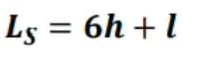 L_S = 6h + l